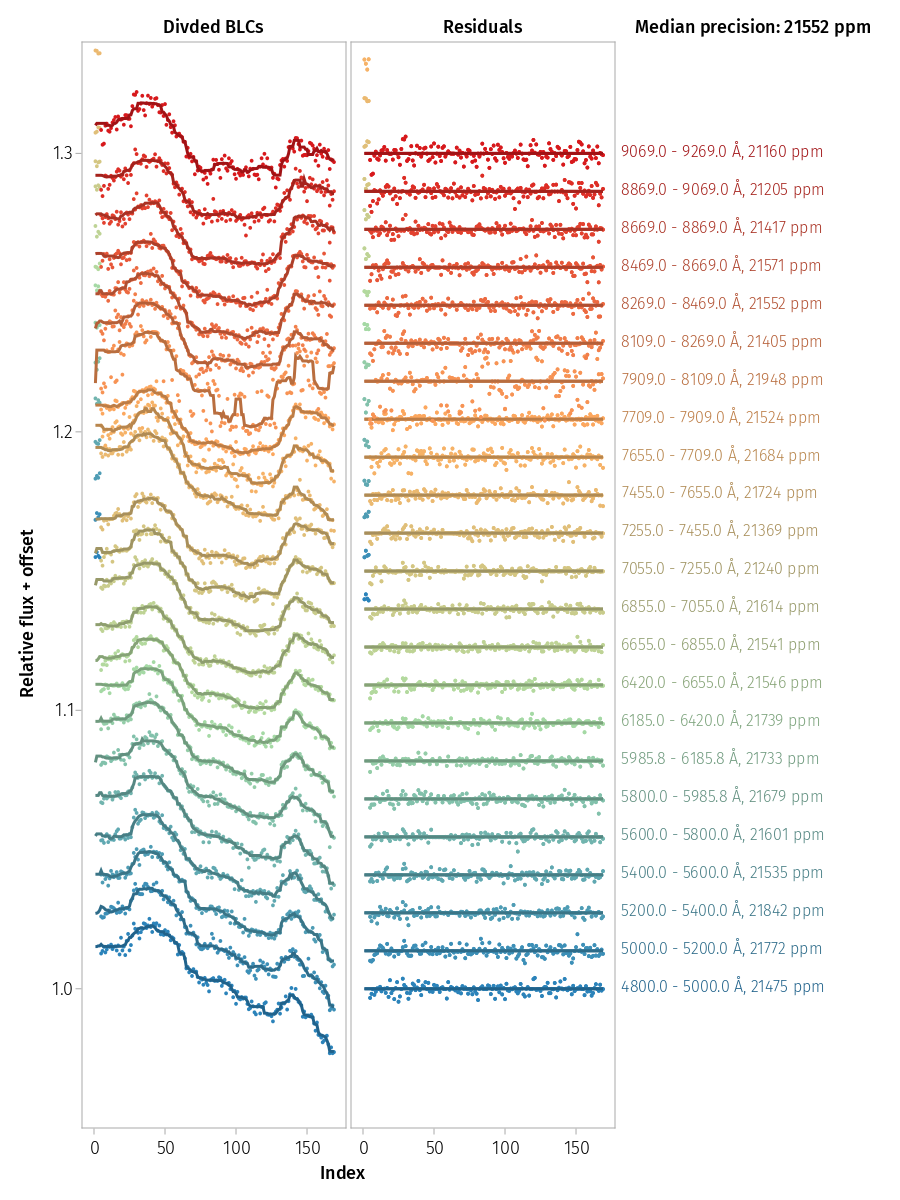 Divded BLCs
Residuals
Median precision: 21552 ppm
Relative flux + offset
1.3
1.2
1.1
1.0
9069.0 - 9269.0 Å, 21160 ppm
8869.0 - 9069.0 Å, 21205 ppm
8669.0 - 8869.0 Å, 21417 ppm
8469.0 - 8669.0 Å, 21571 ppm
8269.0 - 8469.0 Å, 21552 ppm
8109.0 - 8269.0 Å, 21405 ppm
7909.0 - 8109.0 Å, 21948 ppm
7709.0 - 7909.0 Å, 21524 ppm
7655.0 - 7709.0 Å, 21684 ppm
7455.0 - 7655.0 Å, 21724 ppm
7255.0 - 7455.0 Å, 21369 ppm
7055.0 - 7255.0 Å, 21240 ppm
6855.0 - 7055.0 Å, 21614 ppm
6655.0 - 6855.0 Å, 21541 ppm
6420.0 - 6655.0 Å, 21546 ppm
6185.0 - 6420.0 Å, 21739 ppm
5985.8 - 6185.8 Å, 21733 ppm
5800.0 - 5985.8 Å, 21679 ppm
5600.0 - 5800.0 Å, 21601 ppm
5400.0 - 5600.0 Å, 21535 ppm
5200.0 - 5400.0 Å, 21842 ppm
5000.0 - 5200.0 Å, 21772 ppm
4800.0 - 5000.0 Å, 21475 ppm
0 50 100 150
0 50 100 150
Index